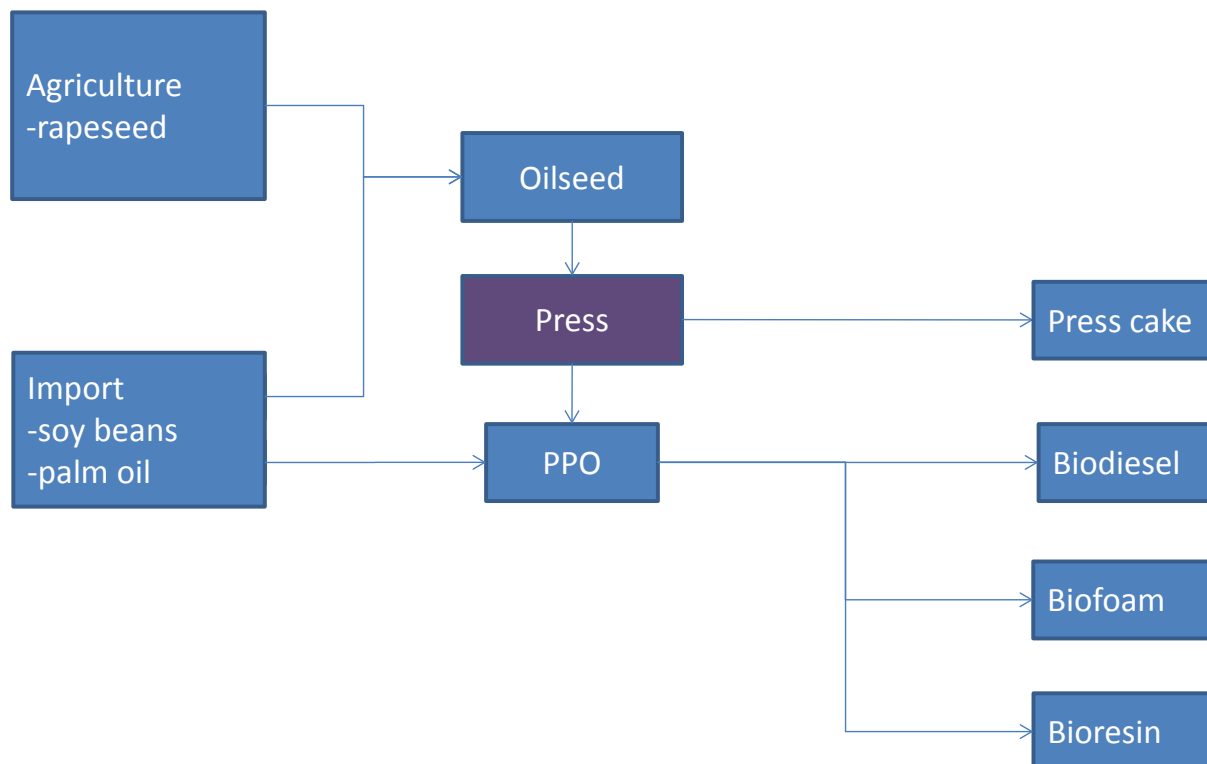 Agriculture
-rapeseed
Oilseed
Press
Press cake
Import
-soy beans
-palm oil
PPO
Biodiesel
Biofoam
Bioresin